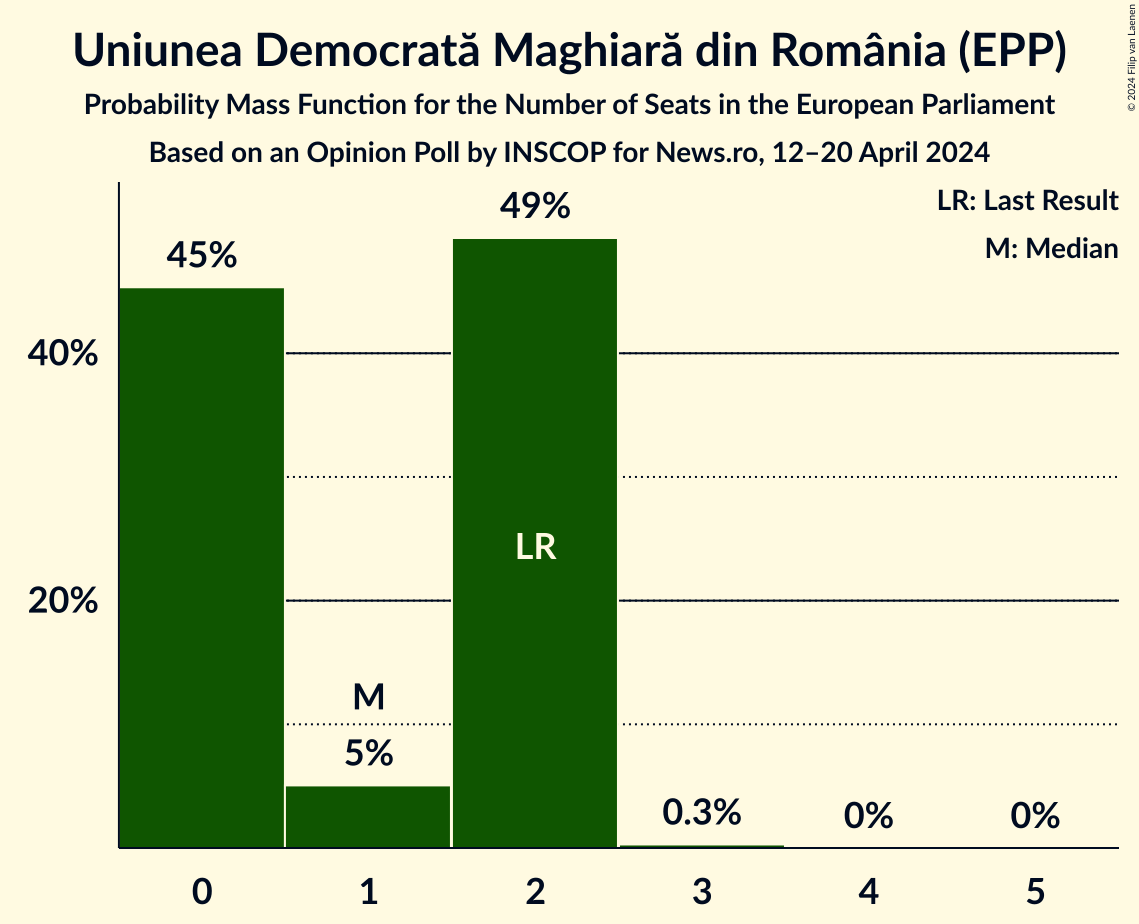 Uniunea Democrată Maghiară din România (EPP)
Probability Mass Function for the Number of Seats in the European Parliament
Based on an Opinion Poll by INSCOP for News.ro, 12–20 April 2024
© 2024 Filip van Laenen
LR: Last Result
M: Median
49%
45%
40%
LR
20%
M
5%
0.3%
0%
0%
0
1
2
3
4
5